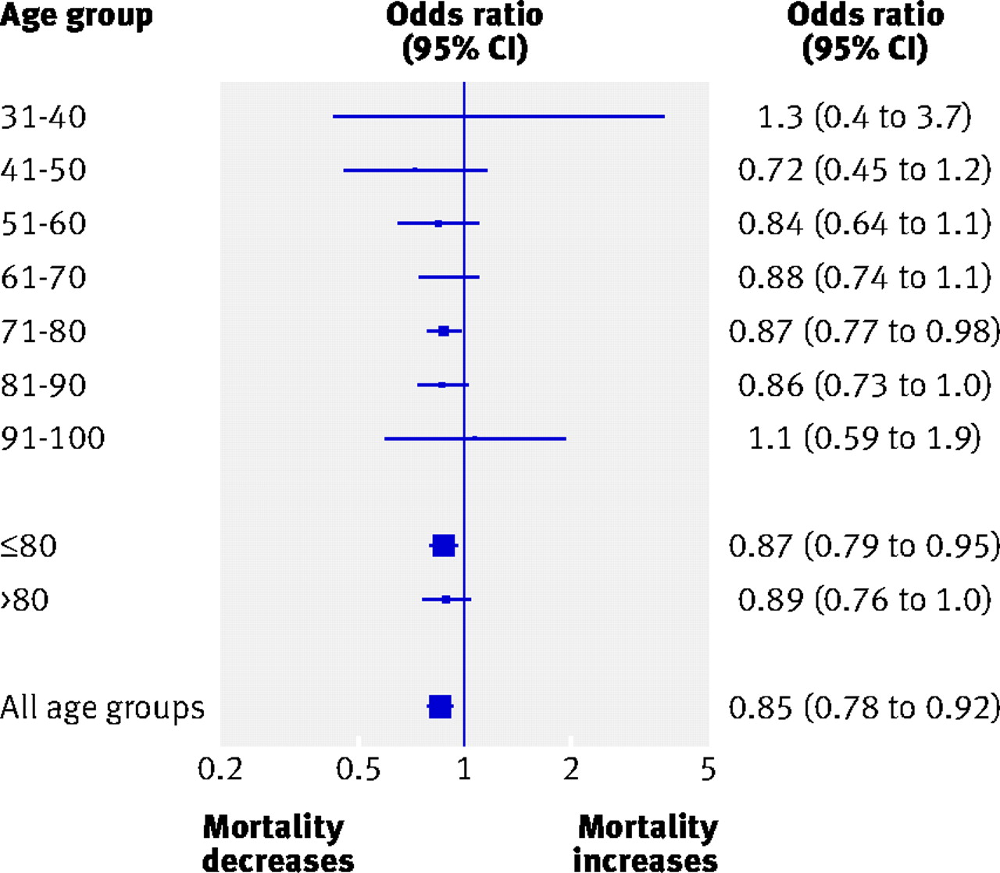 Age group
Odds ratio
(95% CI)
Odds ratio
(95% CI)
31-40 1.3 (0.4 to 3.7)
41-50 0.72 (0.45 to 1.2)
51-60 0.84 (0.64 to 1.1)
61-70 0.88 (0.74 to 1.1)
71-80 0.87 (0.77 to 0.98)
81-90 0.86 (0.73 to 1.0)
91-100 1.1 (0.59 to 1.9)
≤80 0.87 (0.79 to 0.95)
>80 0.89 (0.76 to 1.0)
All age groups 0.85 (0.78 to 0.92)
0.2 0.5 1 2 5
Mortality
decreases
Mortality
increases